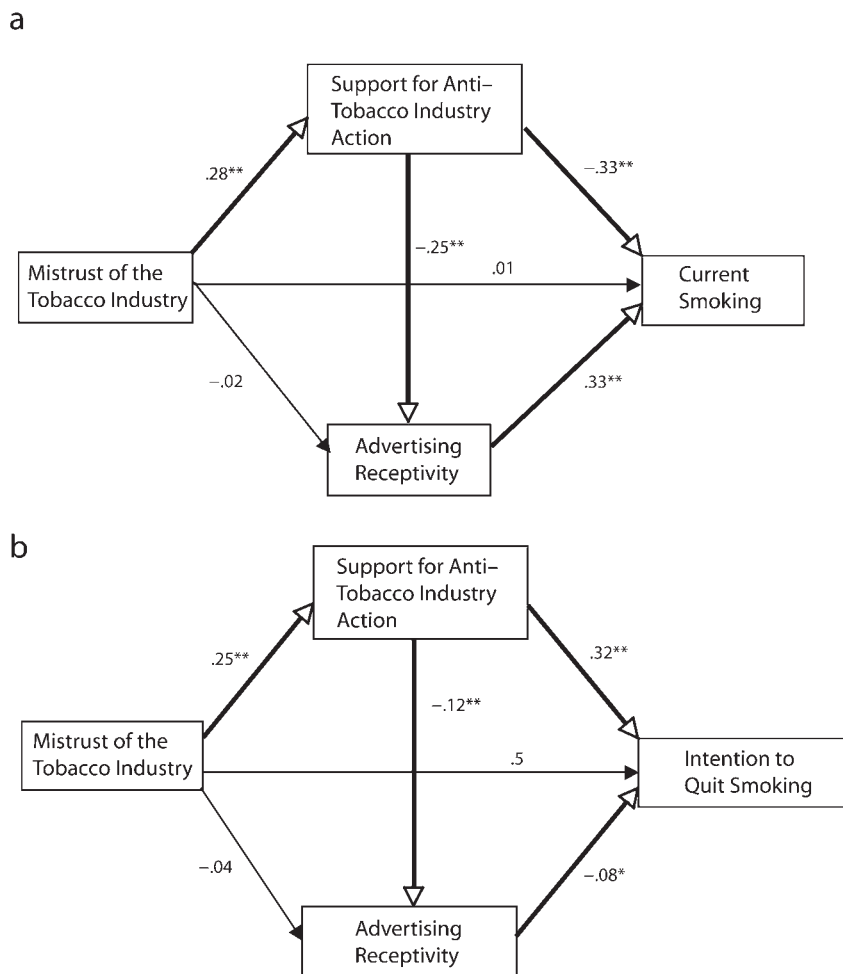 a
Support for Anti–
Tobacco Industry
Action
.28**
−.33**
−.25**
Mistrust of the
Tobacco Industry
.01
Current
Smoking
−.02
.33**
Advertising
Receptivity
b
Support for Anti–
Tobacco Industry
Action
.25**
.32**
−.12**
Mistrust of the
Tobacco Industry
.5
Intention to
Quit Smoking
−.04
−.08*
Advertising
Receptivity